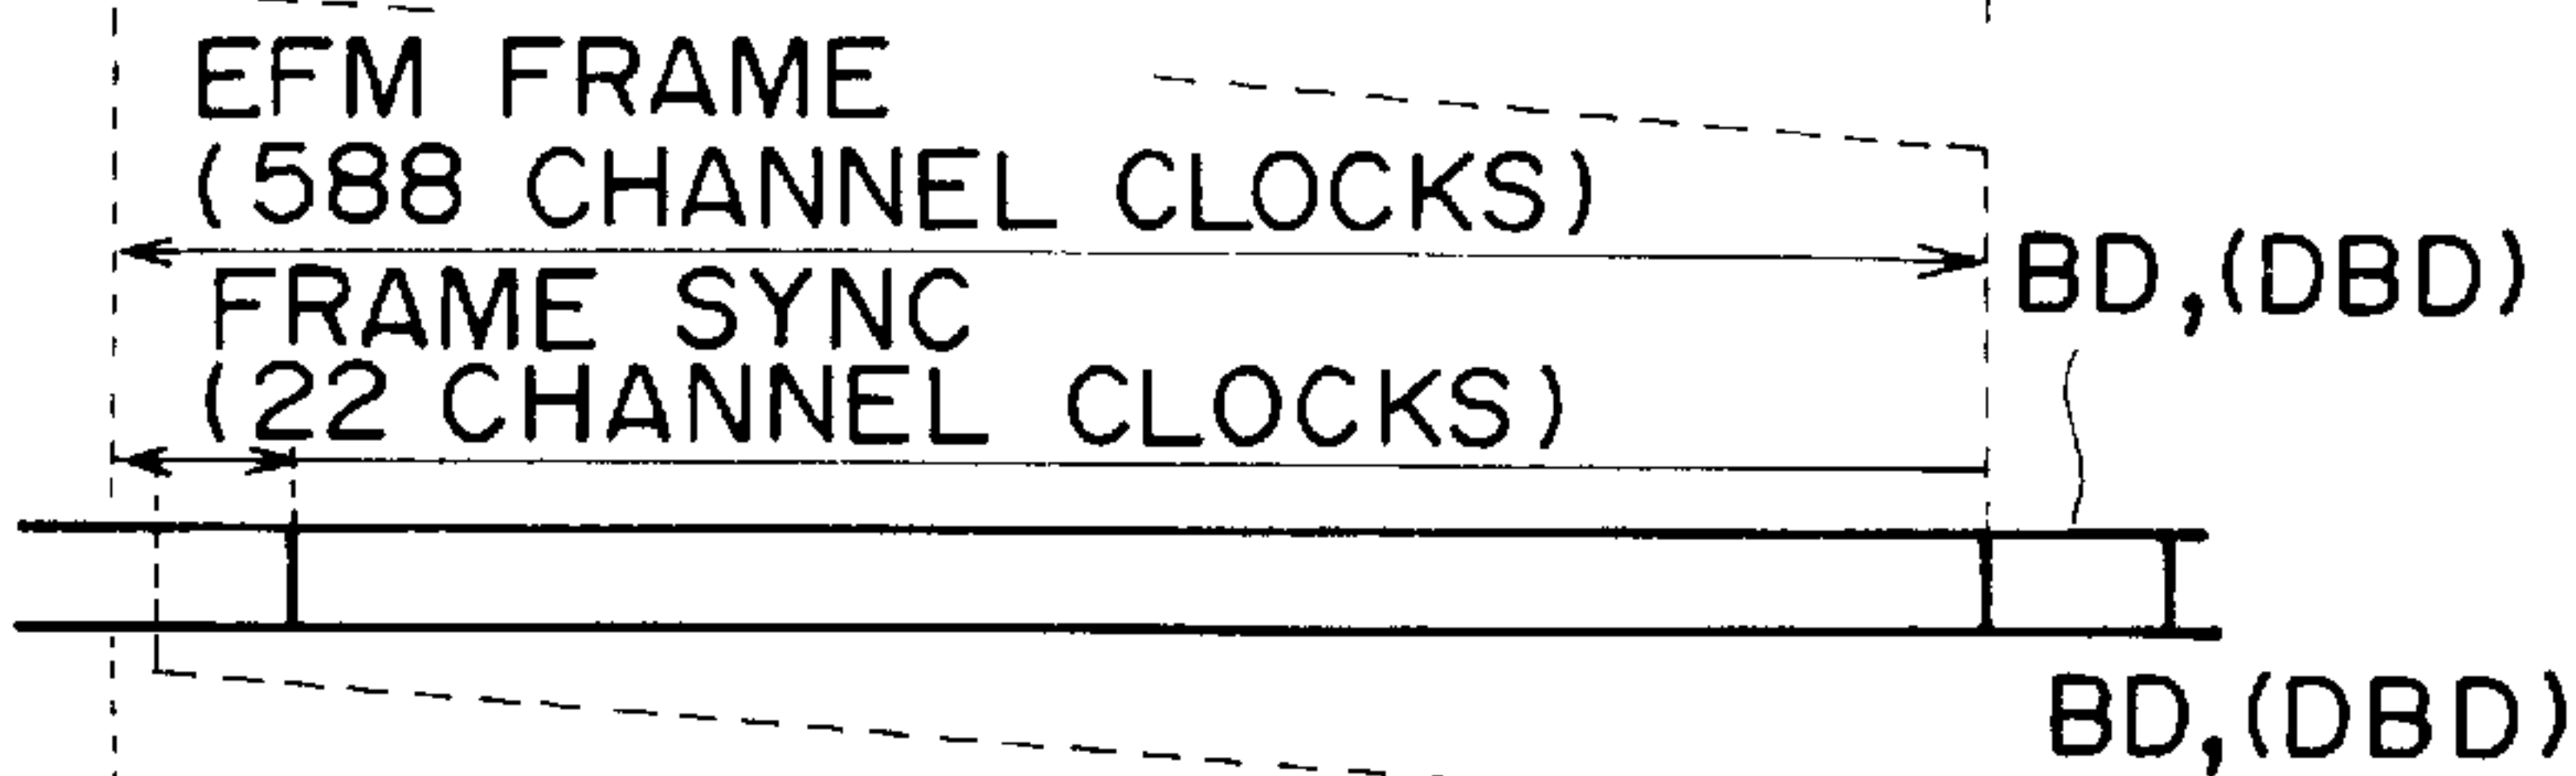 EFM FRAME
(588 CHANNEL CLOCKS)
BD,(DBD)
FRAME SYNC
(22 CHANNEL CLOCKS)
BD,(DBD)